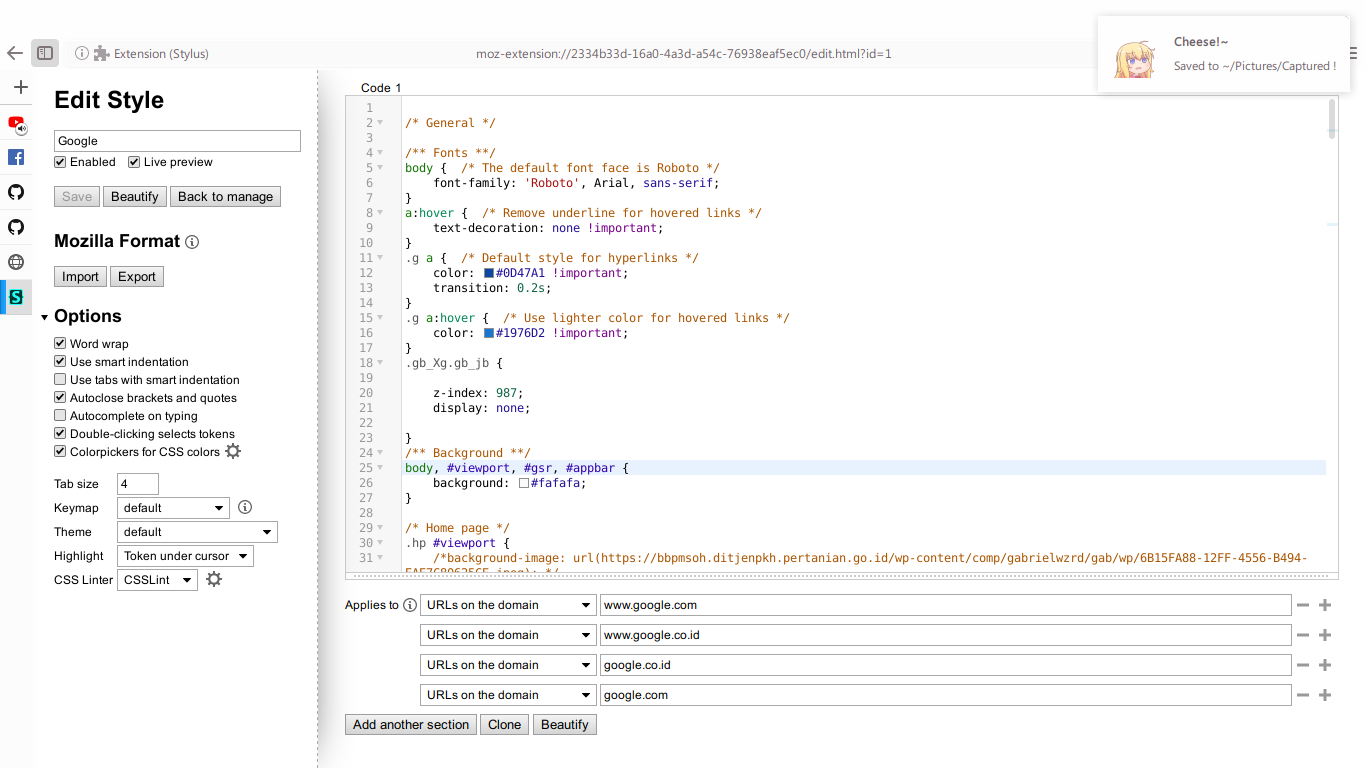 Extension (Stylus)
moz-extension://2334b33d-16a0-4a3d-a54c-76938eaf5ec0/edit.html?id=1
Cheese!~
Saved to ~/Pictures/Captured !
Edit Style
Google
Enabled
Live preview
Save
Beautify
Back to manage
Mozilla Format
Import
Export
Options
Word wrap
Use smart indentation
Use tabs with smart indentation
Autoclose brackets and quotes
Autocomplete on typing
Double-clicking selects tokens
Colorpickers for CSS colors
Tab size 4
Keymap default
Theme default
Highlight Token under cursor
CSS Linter CSSLint
Code 1
1
2 /* General */
3
4 /** Fonts **/
5 body {  /* The default font face is Roboto */
6     font-family: 'Roboto', Arial, sans-serif;
7 }
8 a:hover {  /* Remove underline for hovered links */
9     text-decoration: none !important;
10 }
11 .g a {  /* Default style for hyperlinks */
12     color: #0D47A1 !important;
13     transition: 0.2s;
14 }
15 .g a:hover {  /* Use lighter color for hovered links */
16     color: #1976D2 !important;
17 }
18 .gb_Xg.gb_jb {
19
20     z-index: 987;
21     display: none;
22
23 }
24 /** Background **/
25 body, #viewport, #gsr, #appbar {
26     background: #fafafa;
27 }
28
29 /* Home page */
30 .hp #viewport {
31     /*background-image: url(https://bbpmsoh.ditjenpkh.pertanian.go.id/wp-content/comp/gabrielwzrd/gab/wp/6B15FA88-12FF-4556-B494-
Applies to
URLs on the domain www.google.com
URLs on the domain www.google.co.id
URLs on the domain google.co.id
URLs on the domain google.com
Add another section
Clone
Beautify